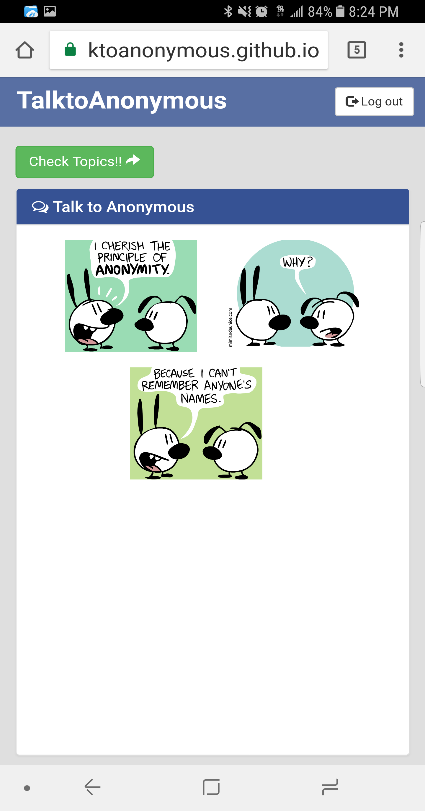 84% 8:24 PM
ktoanonymous.github.io
5
TalktoAnonymous
Log out
Check Topics!!
Talk to Anonymous
I CHERISH THE
PRINCIPLE OF
ANONYMITY.
WHY?
BECAUSE I CAN'T
REMEMBER ANYONE'S
NAMES.